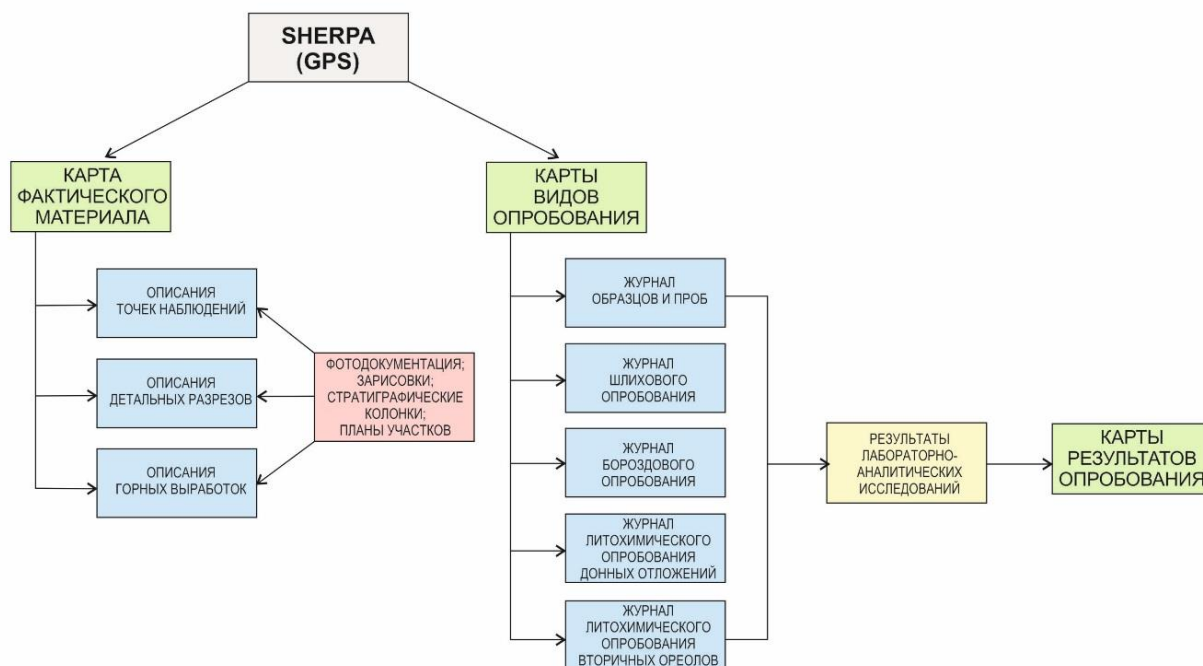 SHERPA
(GPS)
КАРТА
ФАКТИЧЕСКОГО
МАТЕРИАЛА
КАРТЫ
ВИДОВ
ОПРОБОВАНИЯ
ОПИСАНИЯ
ТОЧЕК НАБЛЮДЕНИЙ
ОПИСАНИЯ
ДЕТАЛЬНЫХ РАЗРЕЗОВ
ОПИСАНИЯ
ГОРНЫХ ВЫРАБОТОК
ФОТОДОКУМЕНТАЦИЯ;
ЗАРИСОВКИ;
СТРАТИГРАФИЧЕСКИЕ
КОЛОНКИ;
ПЛАНЫ УЧАСТКОВ
ЖУРНАЛ
ОБРАЗЦОВ И ПРОБ
ЖУРНАЛ
ШЛИХОВОГО
ОПРОБОВАНИЯ
ЖУРНАЛ
БОРОЗДОВОГО
ОПРОБОВАНИЯ
ЖУРНАЛ
ЛИТОХИМИЧЕСКОГО
ОПРОБОВАНИЯ
ДОННЫХ ОТЛОЖЕНИЙ
ЖУРНАЛ
ЛИТОХИМИЧЕСКОГО
ОПРОБОВАНИЯ
ВТОРИЧНЫХ ОРЕОЛОВ
РЕЗУЛЬТАТЫ
ЛАБОРАТОРНО-
АНАЛИТИЧЕСКИХ
ИССЛЕДОВАНИЙ
КАРТЫ
РЕЗУЛЬТАТОВ
ОПРОБОВАНИЯ